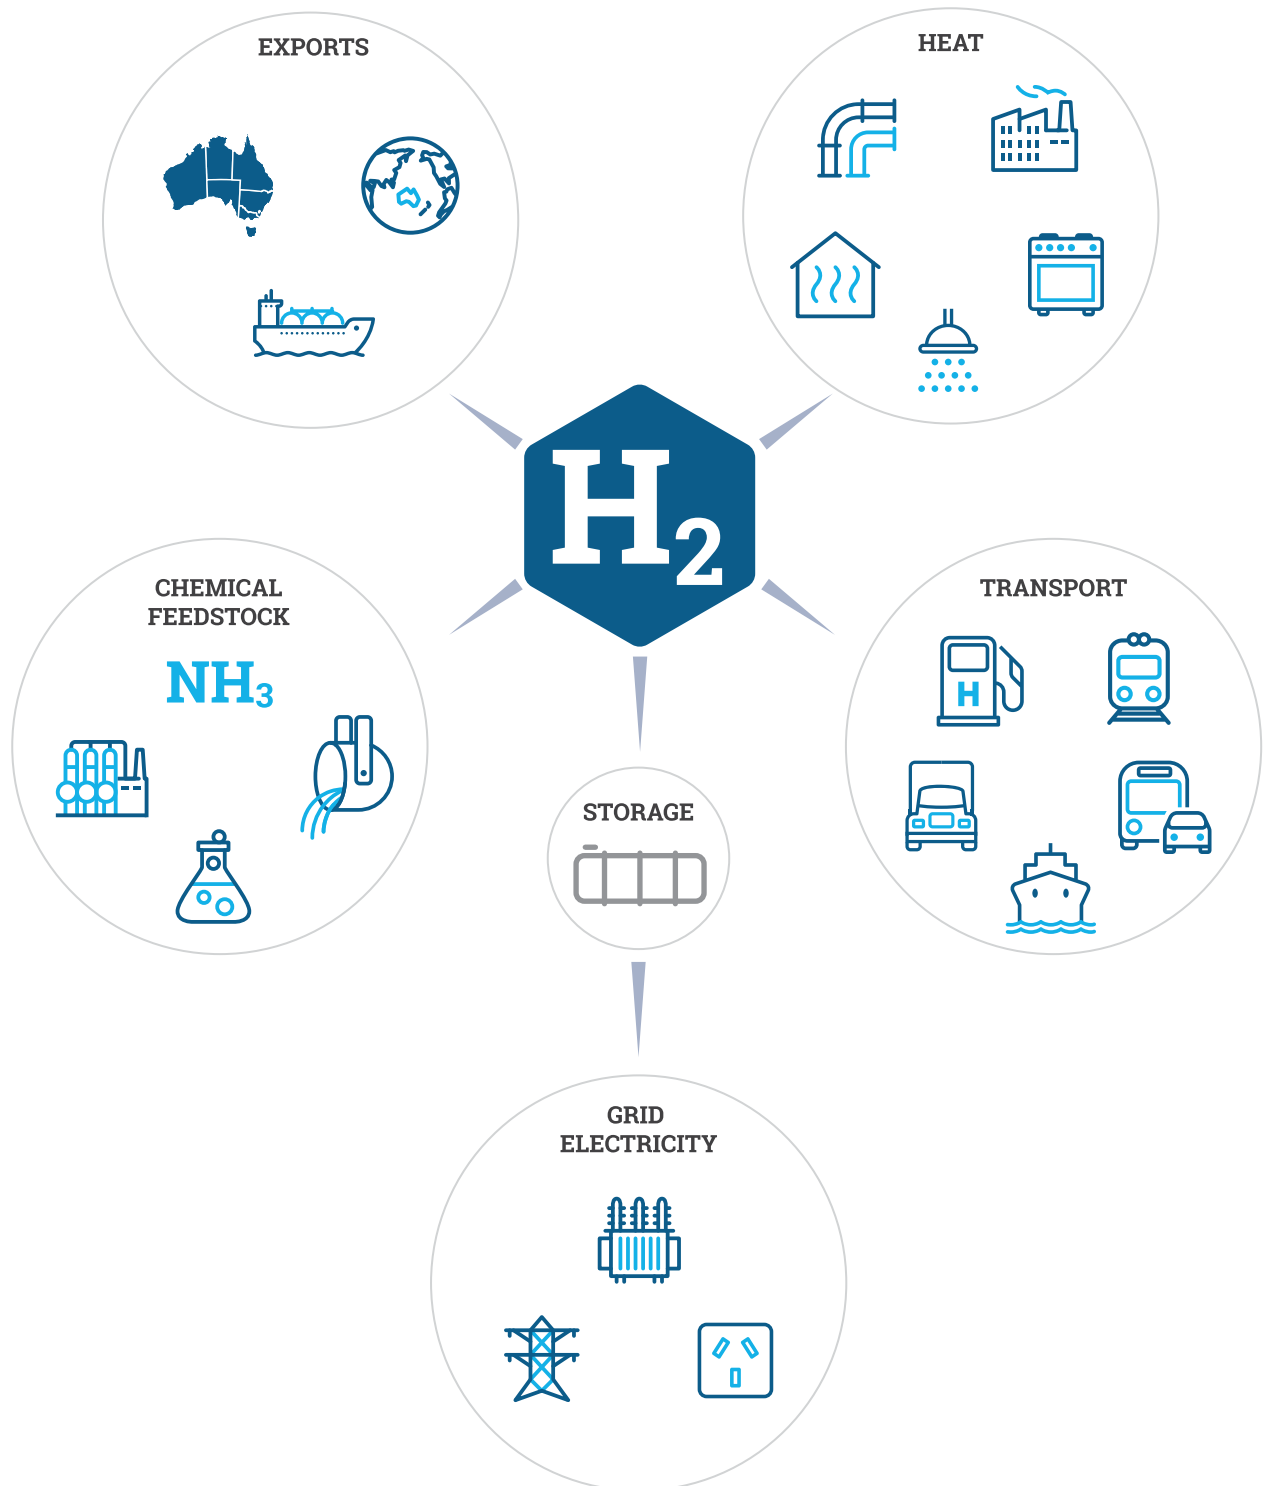 EXPORTS
HEAT
H2
CHEMICAL
FEEDSTOCK
NH3
TRANSPORT
H
STORAGE
GRID
ELECTRICITY